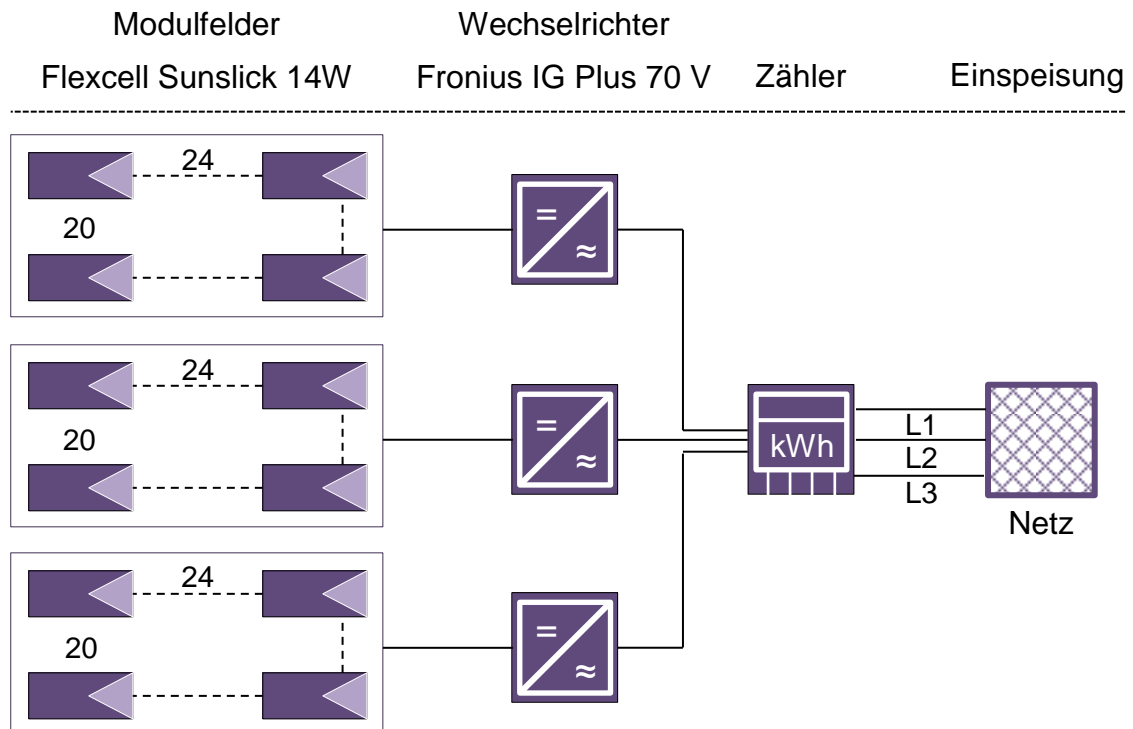 Modulfelder
Wechselrichter
Flexcell Sunslick 14W
Fronius IG Plus 70 V
Zähler
Einspeisung
24
20
=
≈
24
20
=
≈
kWh
L1
L2
L3
Netz
24
20
=
≈